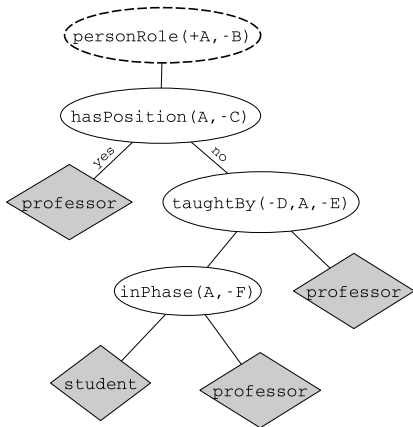 personRole(+A,-B)
hasPosition(A,-C)
yes
no
professor
taughtBy(-D,A,-E)
inPhase(A,-F)
professor
student
professor